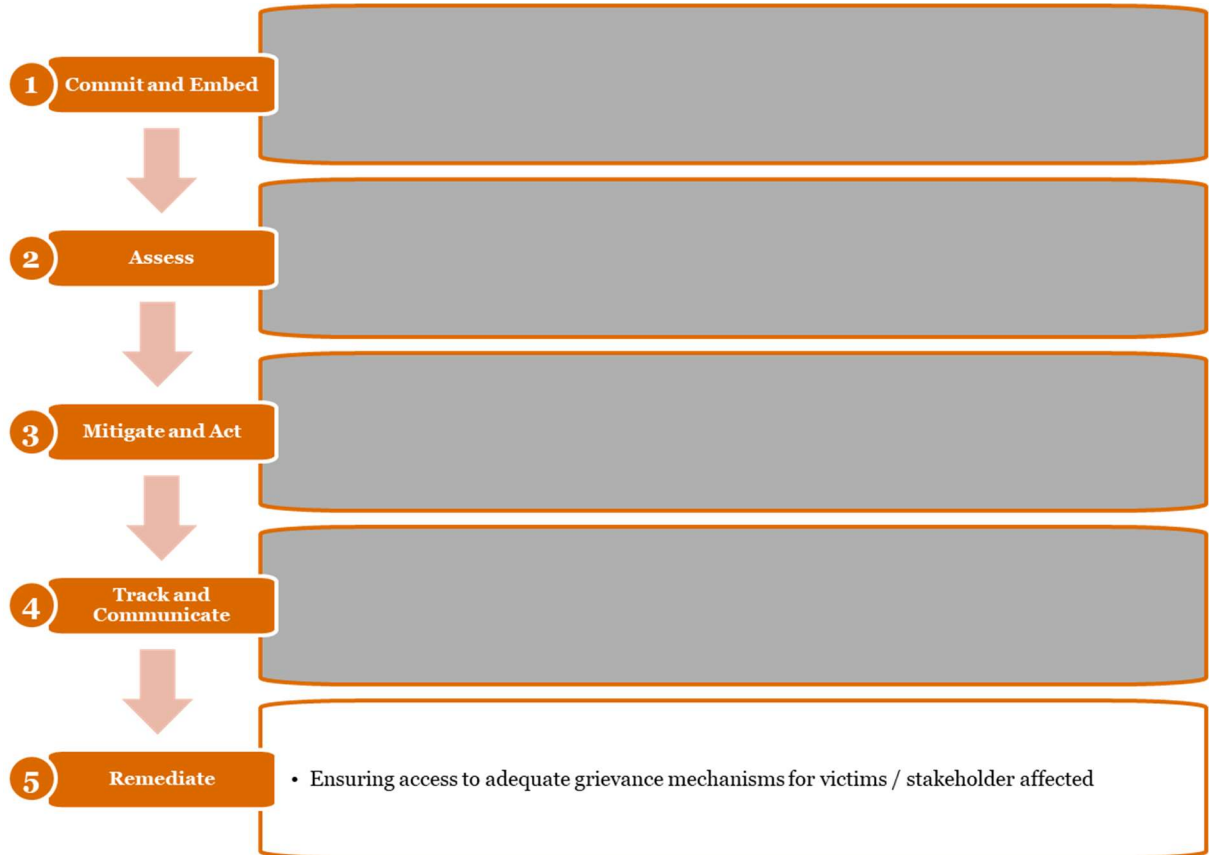 1
Commit and Embed
2
Assess
3
Mitigate and Act
4
Track and
Communicate
5
Remediate
• Ensuring access to adequate grievance mechanisms for victims / stakeholder affected